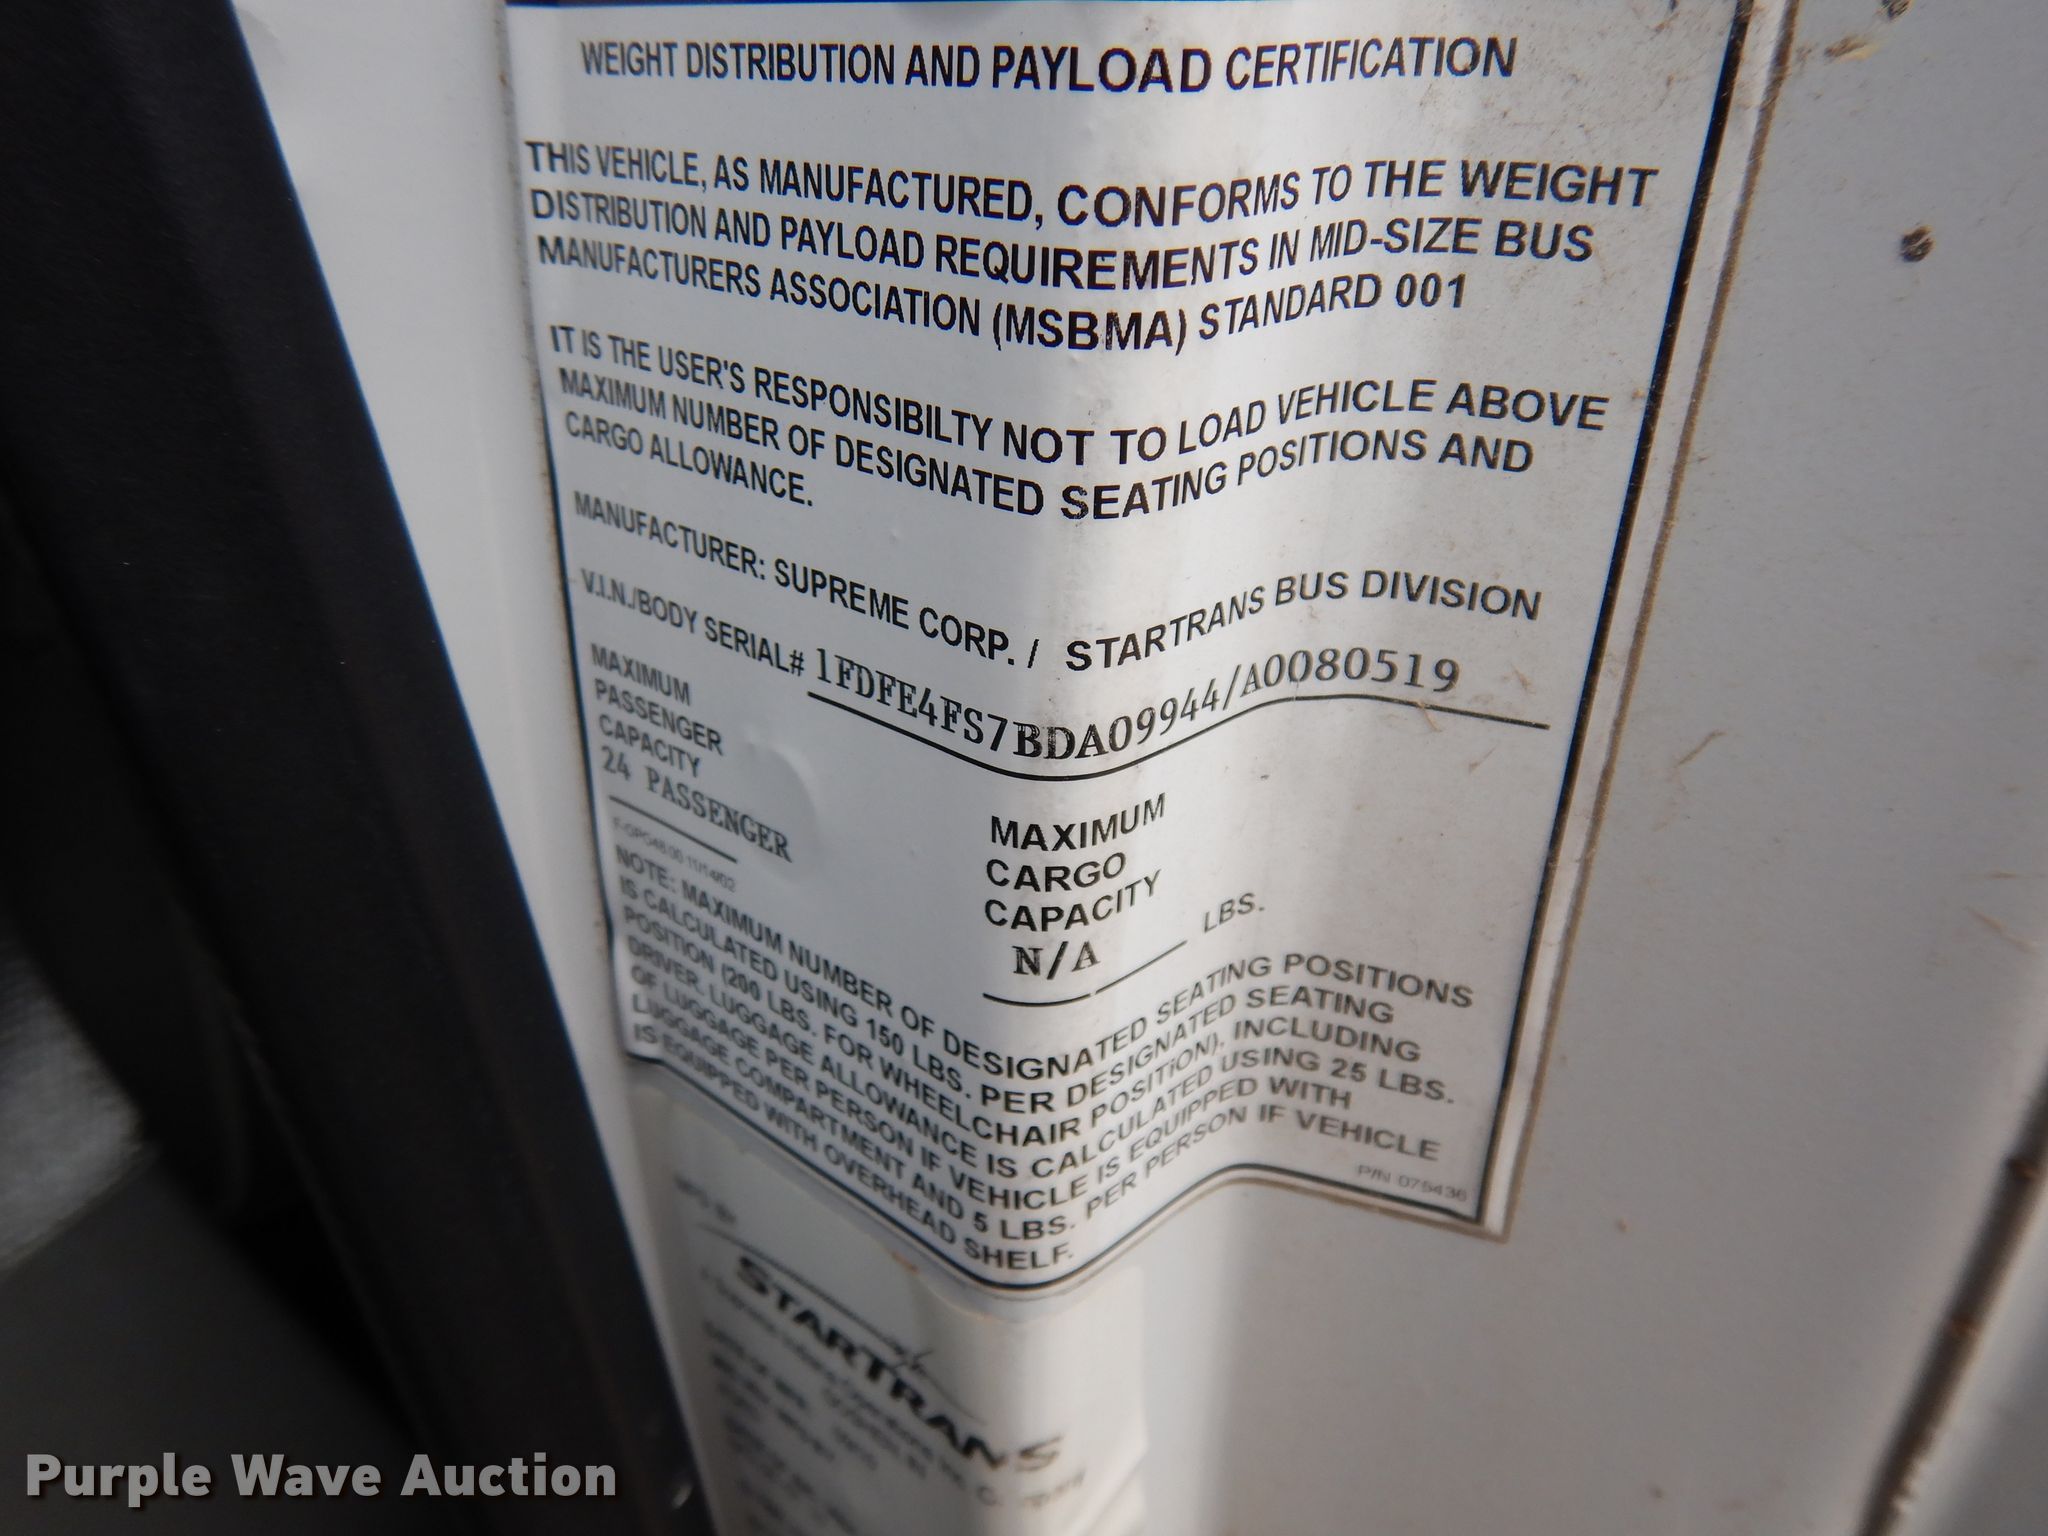 WEIGHT DISTRIBUTION AND PAYLOAD CERTIFICATION
THIS VEHICLE, AS MANUFACTURED, CONFORMS TO THE WEIGHT
DISTRIBUTION AND PAYLOAD REQUIREMENTS IN MID-SIZE BUS
MANUFACTURERS ASSOCIATION (MSBMA) STANDARD 001
IT IS THE USER'S RESPONSIBILTY NOT TO LOAD VEHICLE ABOVE
MAXIMUM NUMBER OF DESIGNATED SEATING POSITIONS AND
CARGO ALLOWANCE.
MANUFACTURER: SUPREME CORP. / STARTRANS BUS DIVISION
V.I.N./BODY SERIAL# 1FDFE4FS7BDA09944/A0080519
MAXIMUM
PASSENGER
CAPACITY
24 PASSENGER
MAXIMUM
CARGO
CAPACITY
N/A LBS.
NOTE: MAXIMUM NUMBER OF DESIGNATED SEATING POSITIONS
IS CALCULATED USING 150 LBS. PER DESIGNATED SEATING
POSITION (200 LBS. FOR WHEELCHAIR POSITION), INCLUDING
DRIVER. LUGGAGE ALLOWANCE IS CALCULATED USING 25 LBS.
OF LUGGAGE PER PERSON IF VEHICLE IS EQUIPPED WITH
LUGGAGE COMPARTMENT AND 5 LBS. PER PERSON IF VEHICLE
IS EQUIPPED WITH OVERHEAD SHELF.
P/N 075436
STARTRANS
Purple Wave Auction